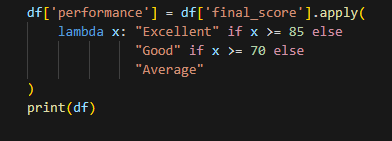 df['performance'] = df['final_score'].apply(
    lambda x: "Excellent" if x >= 85 else
              "Good" if x >= 70 else
              "Average"
)
print(df)